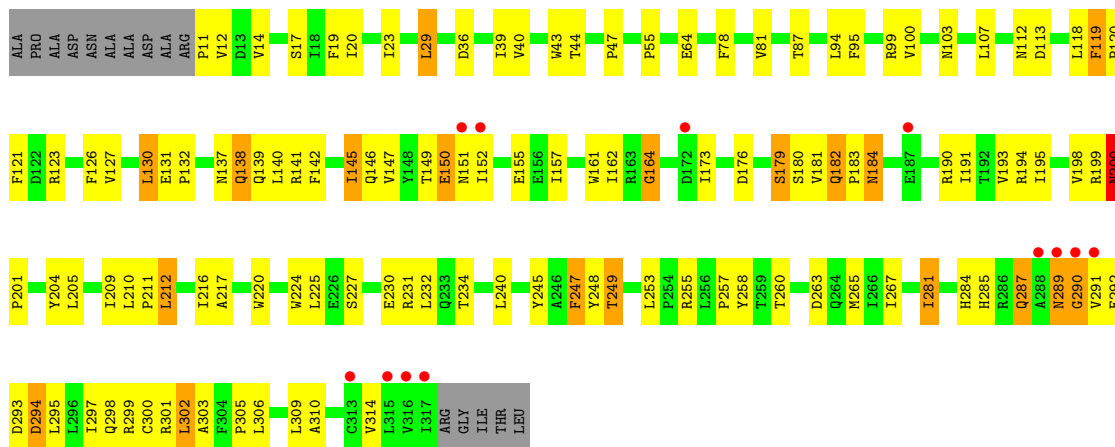 ALA PRO ALA ASP ASN ALA ALA ASP ALA ARG P11 V12 D13 V14 S17 I18 F19 I20 I23 L29 D36 I39 V40 W43 T44 P47 P55 E64 F78 V81 T87 L94 F95 R99 V100 N103 L107 N112 D113 L118 F119
F121 D122 R123 F126 V127 L130 E131 P132 N137 Q138 Q139 L140 R141 F142 I145 Q146 V147 Y148 T149 E150 N151 I152 E155 E156 I157 W161 I162 R163 G164 D172 I173 D176 S179 S180 V181 Q182 P183 N184 E187 R190 I191 T192 V193 R194 I195 V198 R199
P201 Y204 L205 I209 L210 P211 L212 I216 A217 W220 W224 L225 E226 S227 E230 R231 L232 Q233 T234 L240 Y245 A246 F247 Y248 T249 L253 P254 R255 L256 P257 Y258 T259 T260 D263 Q264 M265 I266 I267 I281 H284 H285 R286 Q287 A288 N289 G290 V291
D293 D294 L295 L296 I297 Q298 R299 C300 R301 L302 A303 F304 P305 L306 L309 A310 C313 V314 L315 V316 I317 ARG GLY ILE THR LEU